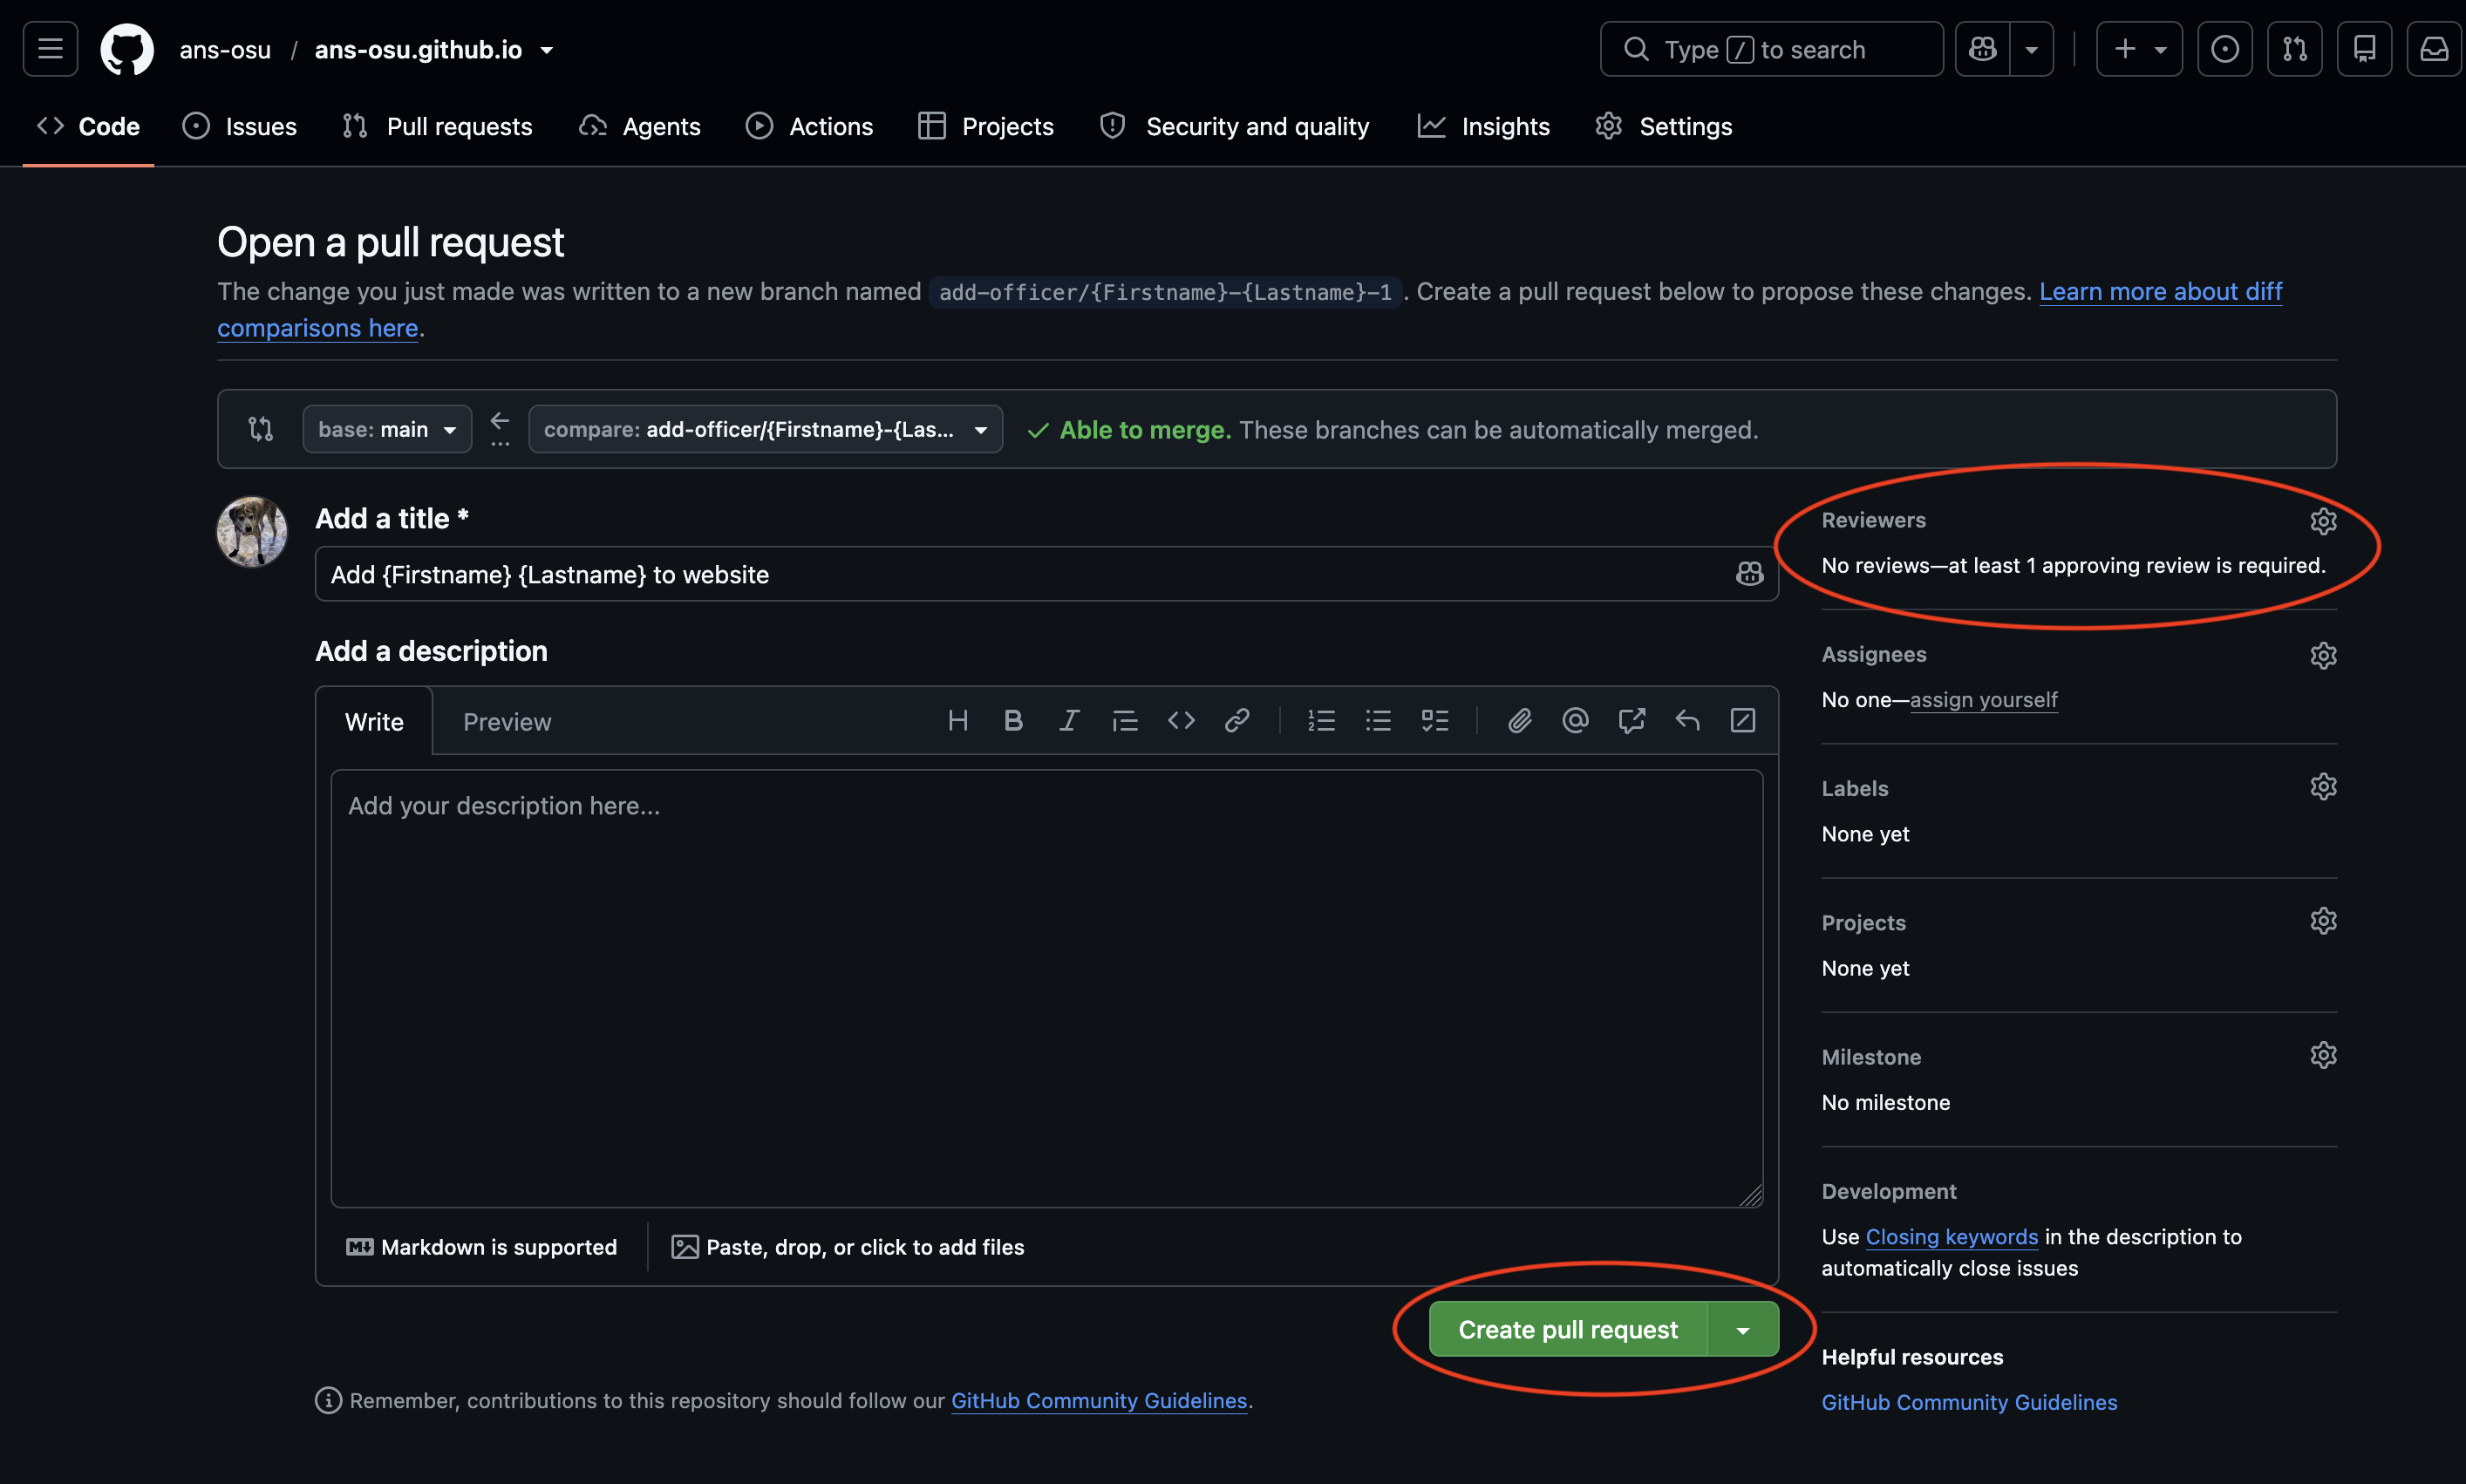 ans-osu / ans-osu.github.io
Type / to search
Code Issues Pull requests Agents Actions Projects Security and quality Insights Settings
Open a pull request
The change you just made was written to a new branch named add-officer/{Firstname}-{Lastname}-1. Create a pull request below to propose these changes. Learn more about diff
comparisons here.
base: main compare: add-officer/{Firstname}-{Las... Able to merge. These branches can be automatically merged.
Add a title *
Add {Firstname} {Lastname} to website
Add a description
Write Preview
Add your description here...
Markdown is supported Paste, drop, or click to add files
Create pull request
Remember, contributions to this repository should follow our GitHub Community Guidelines.
Reviewers
No reviews—at least 1 approving review is required.
Assignees
No one—assign yourself
Labels
None yet
Projects
None yet
Milestone
No milestone
Development
Use Closing keywords in the description to
automatically close issues
Helpful resources
GitHub Community Guidelines